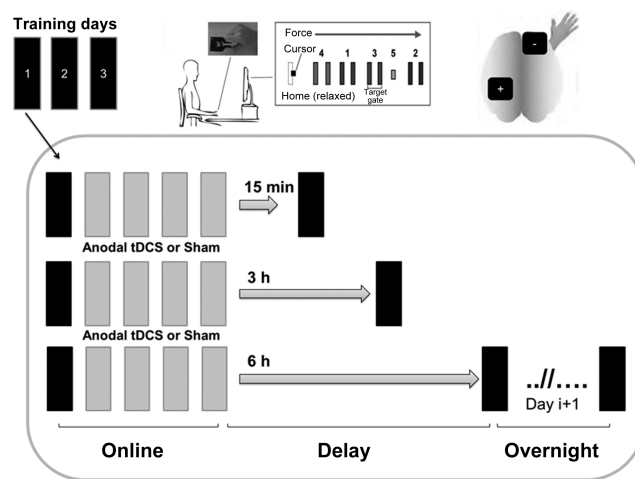 Training days
1 2 3
Force
Cursor
4 1 3 5 2
Home (relaxed)
Target
gate
-
+
15 min
Anodal tDCS or Sham
3 h
Anodal tDCS or Sham
6 h
..//....
Day i+1
Online Delay Overnight